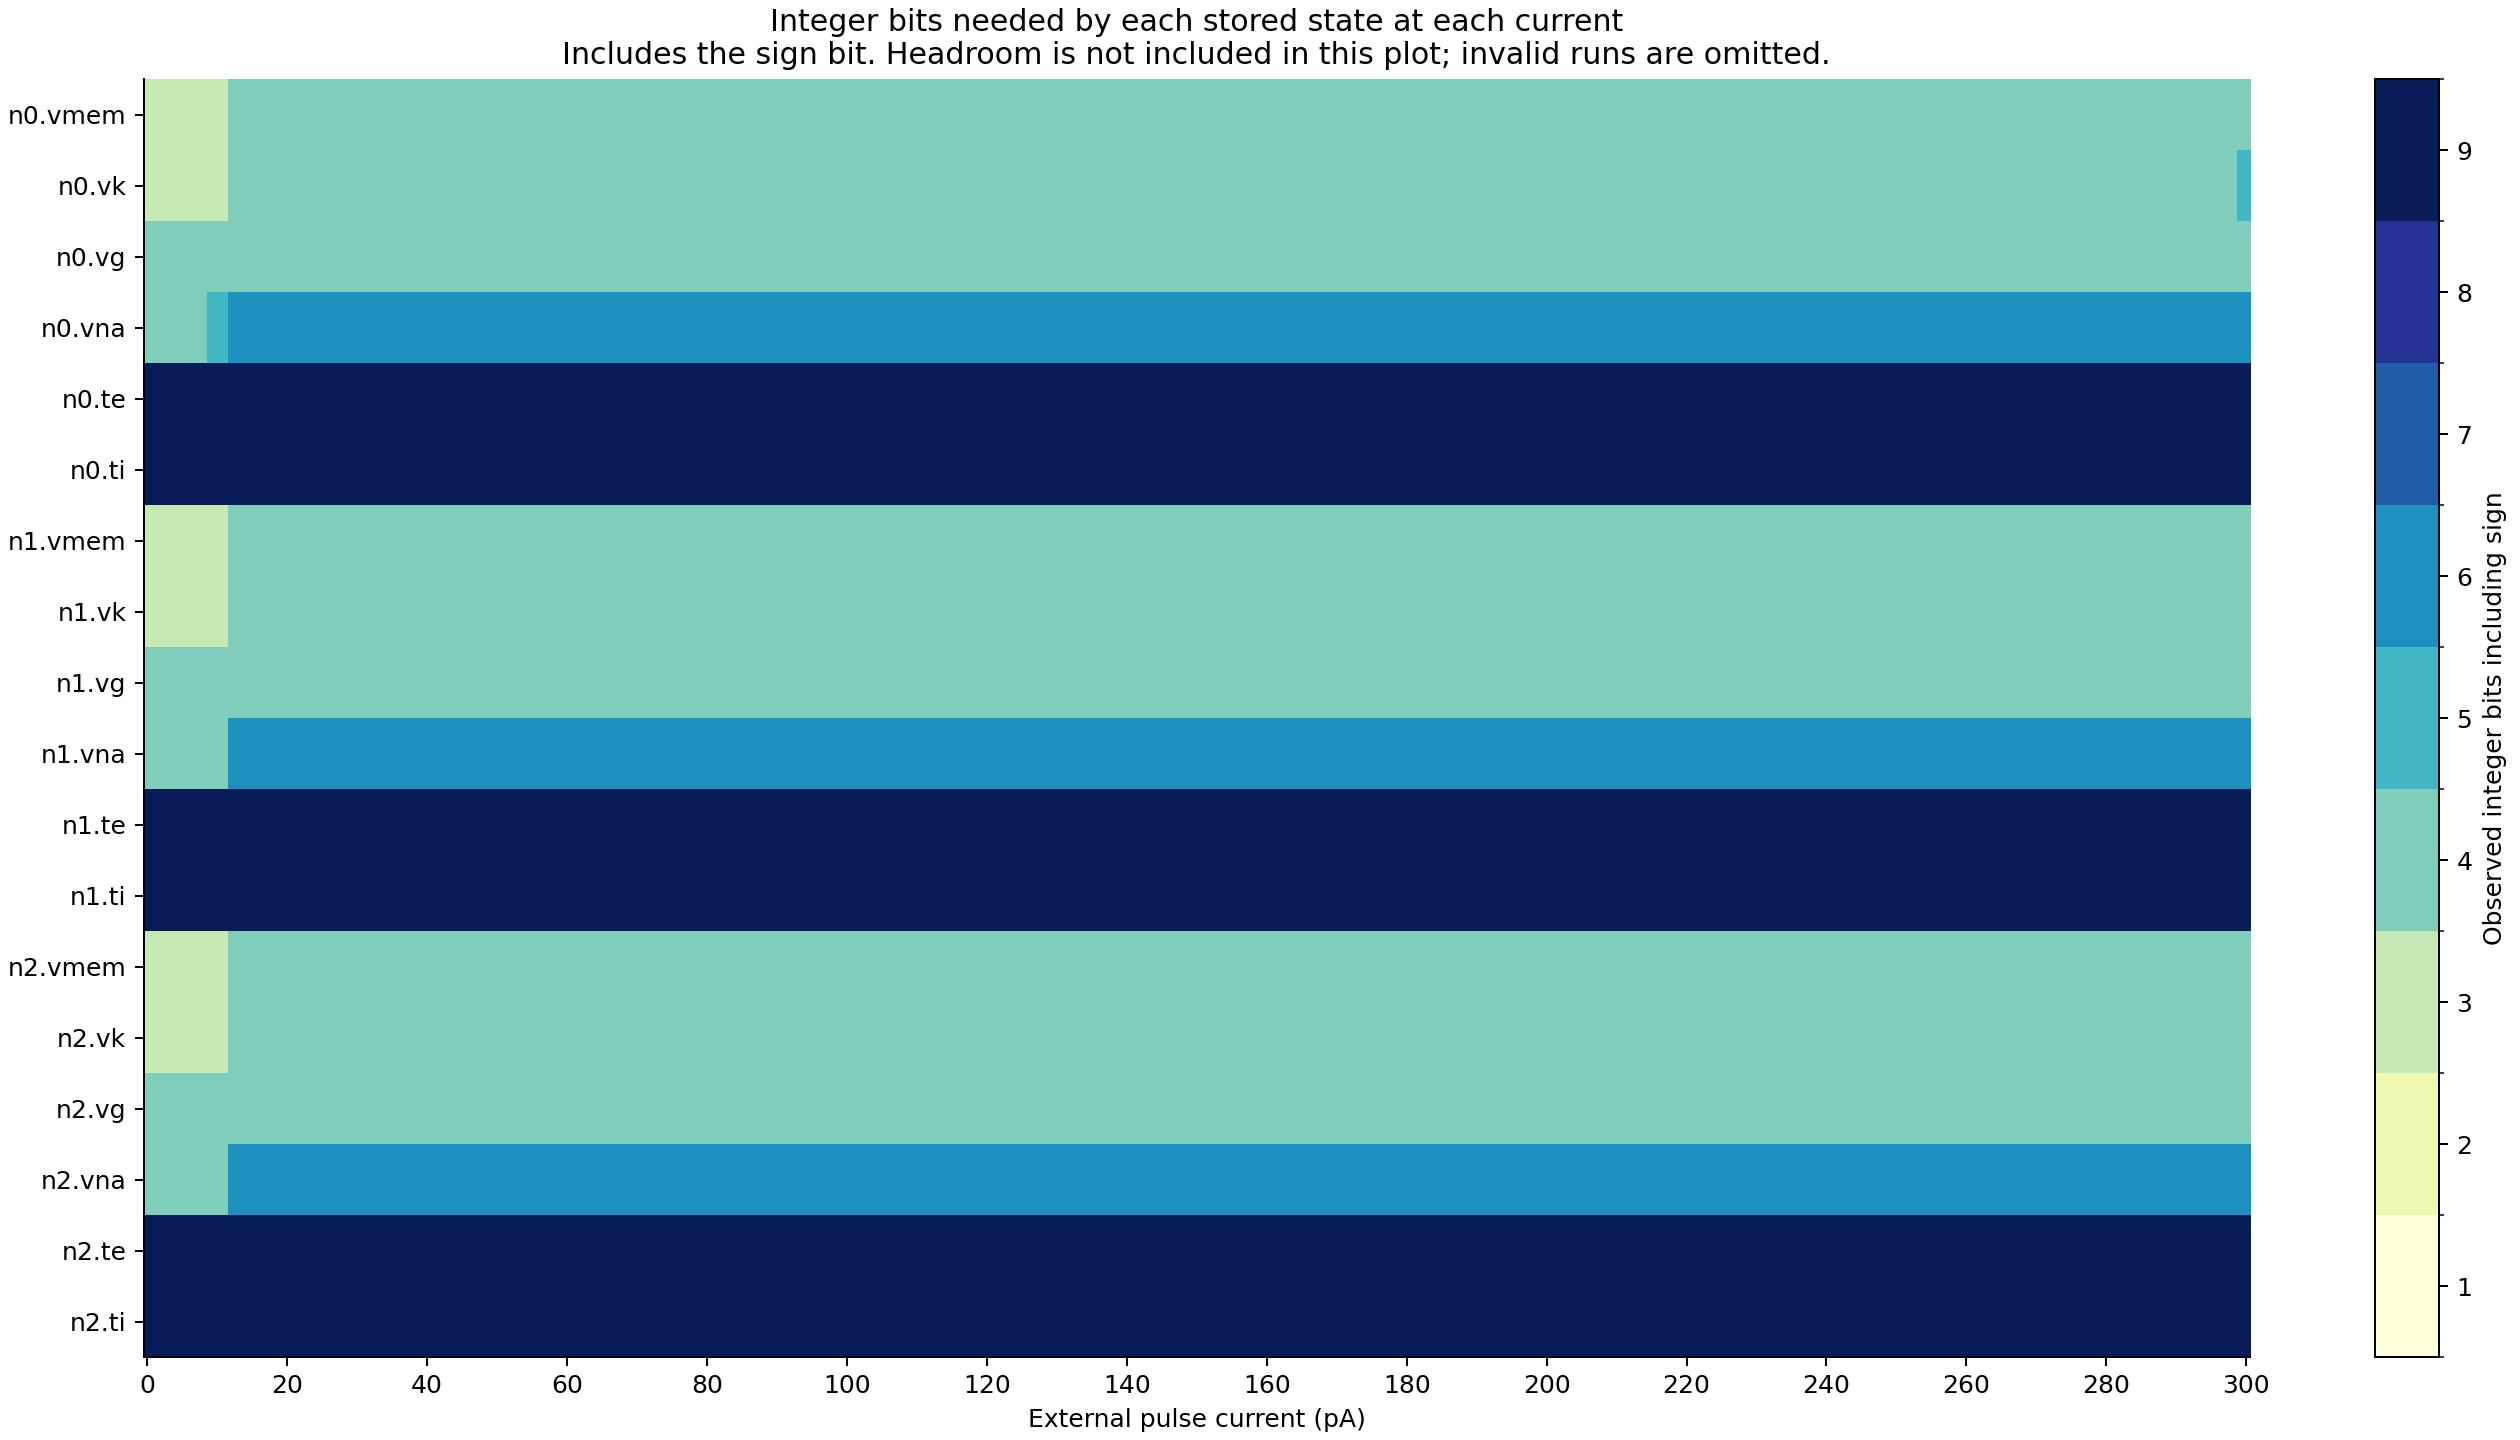 Integer bits needed by each stored state at each current
Includes the sign bit. Headroom is not included in this plot; invalid runs are omitted.
n0.vmem
n0.vk
n0.vg
n0.vna
n0.te
n0.ti
n1.vmem
n1.vk
n1.vg
n1.vna
n1.te
n1.ti
n2.vmem
n2.vk
n2.vg
n2.vna
n2.te
n2.ti
0 20 40 60 80 100 120 140 160 180 200 220 240 260 280 300
External pulse current (pA)
9
8
7
6
5
4
3
2
1
Observed integer bits including sign